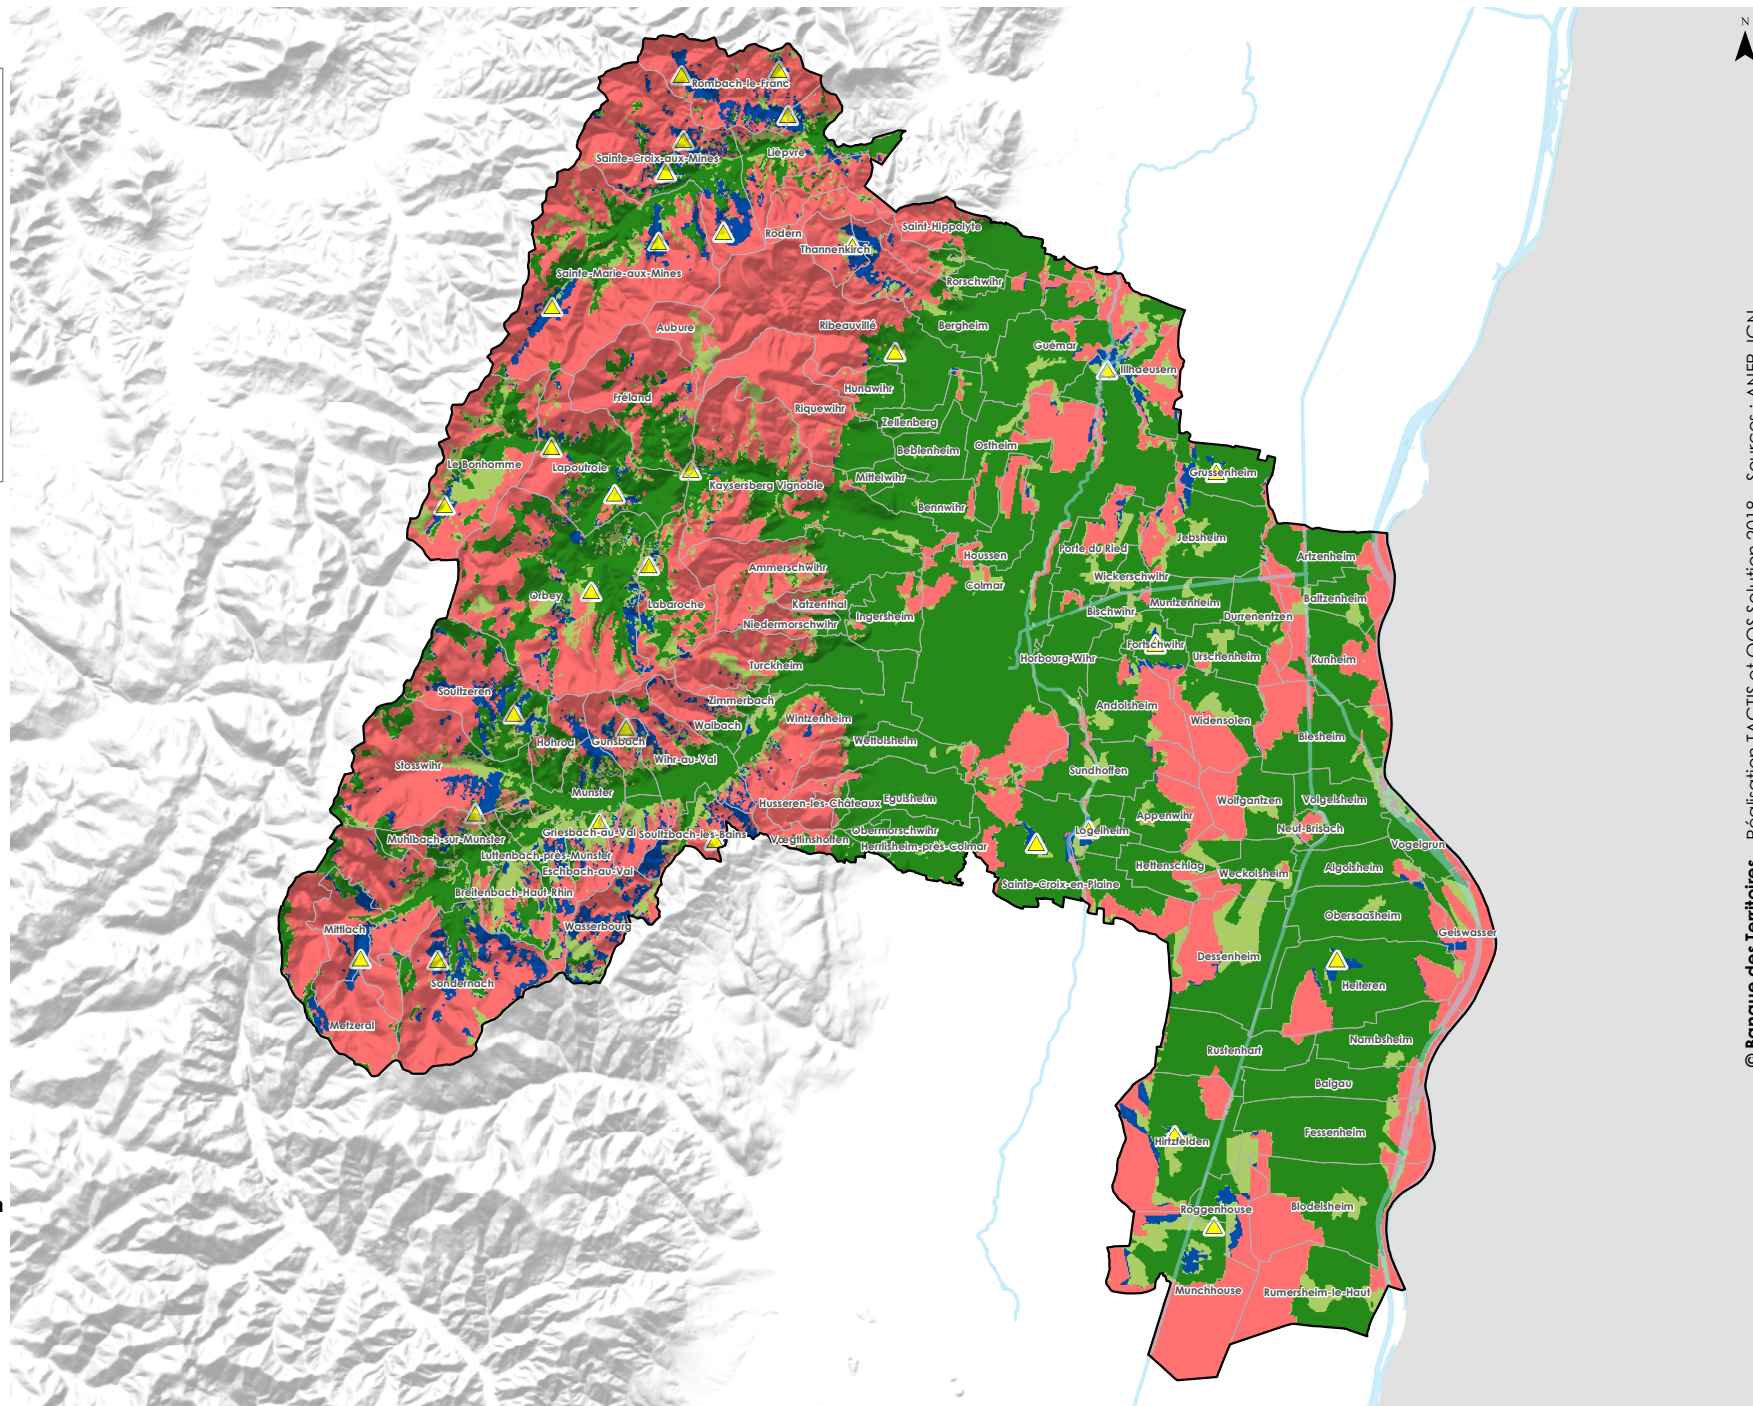 N
Rombach-le-Franc
Lièpvre
Sainte-Croix-aux-Mines
Saint-Hippolyte
Rodern
Thannenkirch
Sainte-Marie-aux-Mines
Rorschwihr
Aubure
Ribeauvillé
Bergheim
Guémar
Illhaeusern
Hunawihr
Fréland
Riquewihr
Zellenberg
Beblenheim
Ostheim
Le Bonhomme
Lapoutroie
Grussenheim
Mittelwihr
Kaysersberg Vignoble
Bennwihr
Jebsheim
Porte du Ried
Houssen
Artzenheim
Ammerschwihr
Wickerschwihr
Colmar
Orbey
Labaroche
Katzenthal
Baltzenheim
Muntzenheim
Bischwihr
Ingersheim
Durrenentzen
Niedermorschwihr
Fortschwihr
Horbourg-Wihr
Urschenheim
Kunheim
Turckheim
Soultzeren
Zimmerbach
Andolsheim
Wintzenheim
Widensolen
Walbach
Biesheim
Hohrod
Gunsbach
Wettolsheim
Wihr-au-Val
Stosswihr
Sundhoffen
Munster
Eguisheim
Wolfgantzen
Volgelsheim
Husseren-les-Châteaux
Appenwihr
Neuf-Brisach
Obermorschwihr
Logelheim
Griesbach-au-Val
Soultzbach-les-Bains
Muhlbach-sur-Munster
Vœgtlinshoffen
Herrlisheim-près-Colmar
Vogelgrun
Luttenbach-près-Munster
Hettenschlag
Algolsheim
Eschbach-au-Val
Weckolsheim
Sainte-Croix-en-Plaine
Breitenbach-Haut-Rhin
Obersaasheim
Wasserbourg
Mittlach
Geiswasser
Dessenheim
Sondernach
Heiteren
Metzeral
Nambsheim
Rustenhart
Balgau
Fessenheim
Hirtzfelden
Roggenhouse
Blodelsheim
Munchhouse
Rumersheim-le-Haut
© Banque des Territoires